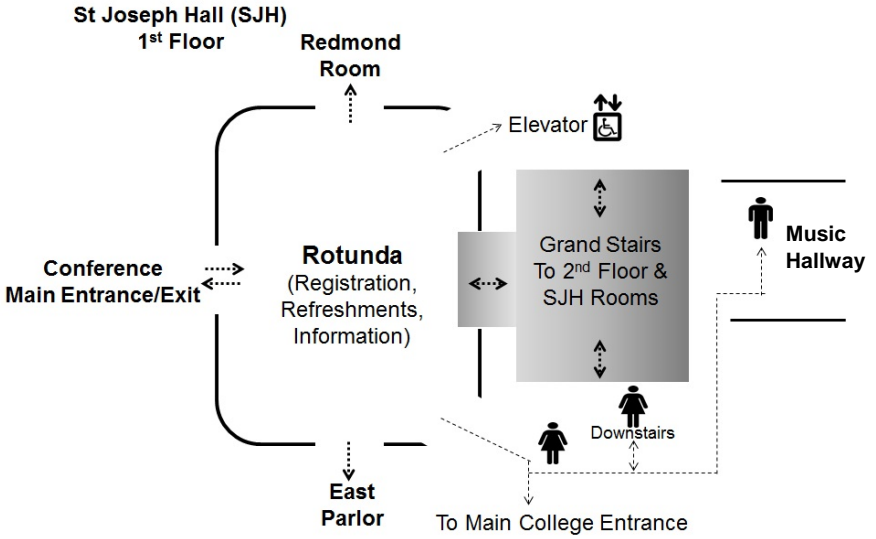 St Joseph Hall (SJH)
1st Floor
Redmond
Room
Elevator
Rotunda
(Registration,
Refreshments,
Information)
Grand Stairs
To 2nd Floor &
SJH Rooms
Music
Hallway
Conference
Main Entrance/Exit
Downstairs
East
Parlor
To Main College Entrance